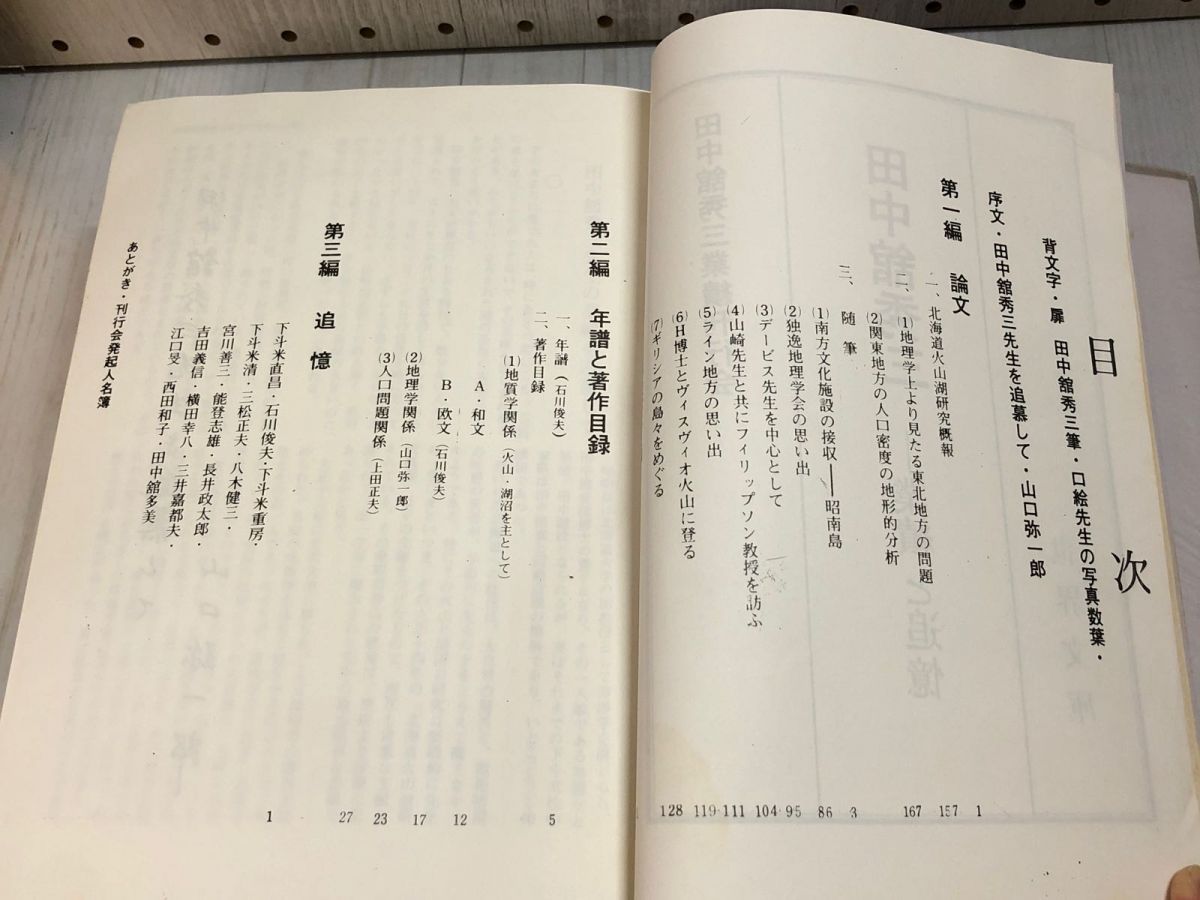 目次
背文字・扉　田中舘秀三筆・口絵先生の写真数葉・
序文・田中舘秀三先生を追慕して・山口弥一郎
第一編　論文
一、北海道火山湖研究概報　1
二、(1)地理学上より見たる東北地方の問題　157
(2)関東地方の人口密度の地形的分析　167
三、随筆
(1)南方文化施設の接収――昭南島　3
(2)独逸地理学会の思い出　86
(3)デービス先生を中心として　95
(4)山崎先生と共にフィリップソン教授を訪ふ　104
(5)ライン地方の思い出　111
(6)H博士とヴィスヴィオ火山に登る　119
(7)ギリシアの島々をめぐる　128
第二編　年譜と著作目録
一、年譜（石川俊夫）
二、著作目録　5
(1)地質学関係（火山・湖沼を主として）
A・和文　12
B・欧文（石川俊夫）　17
(2)地理学関係（山口弥一郎）　23
(3)人口問題関係（上田正夫）　27
第三編　追憶
下斗米直昌・石川俊夫・下斗米重房・　1
下斗米清・三松正夫・八木健三・
宮川善三・能登志雄・長井政太郎・
吉田義信・横田幸八・三井嘉都夫・
江口旻・西田和子・田中舘多美
あとがき・刊行会発起人名簿